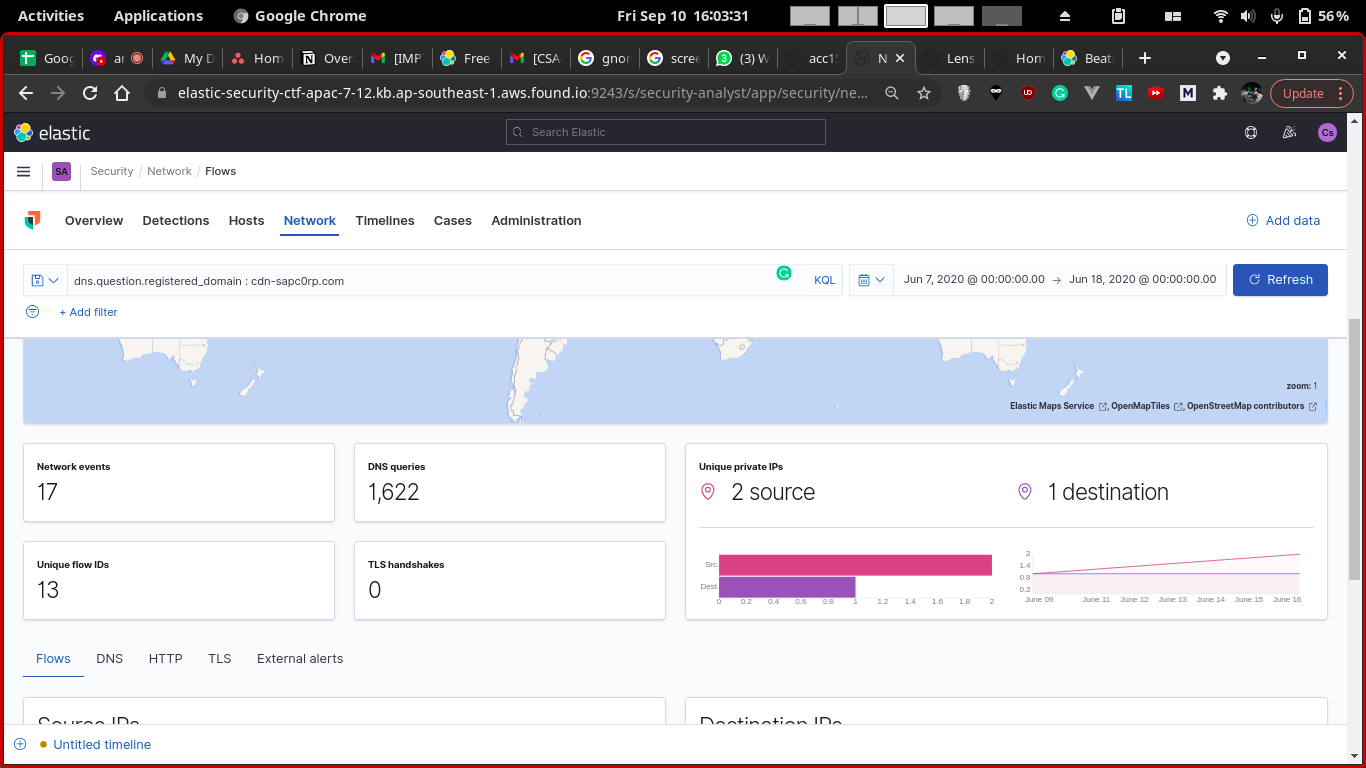 Activities Applications Google Chrome Fri Sep 10 16:03:31 56 %
Goog ar My D Hom Over [IMP Free [CSA- gnor scree (3) W acc1 N Lens Hom Beat
elastic-security-ctf-apac-7-12.kb.ap-southeast-1.aws.found.io:9243/s/security-analyst/app/security/ne... Update
elastic Search Elastic Cs
SA Security / Network / Flows
Overview Detections Hosts Network Timelines Cases Administration Add data
dns.question.registered_domain : cdn-sapc0rp.com KQL Jun 7, 2020 @ 00:00:00.00 → Jun 18, 2020 @ 00:00:00.00 Refresh
+ Add filter
zoom: 1
Elastic Maps Service , OpenMapTiles , OpenStreetMap contributors
Network events
17
DNS queries
1,622
Unique private IPs
2 source
1 destination
Unique flow IDs
13
TLS handshakes
0
Src.
Dest.
0 0.2 0.4 0.6 0.8 1 1.2 1.4 1.6 1.8 2
2
1.4
0.8
0.2
June 09 June 11 June 12 June 13 June 14 June 15 June 16
Flows DNS HTTP TLS External alerts
Source IPs
Destination IPs
Untitled timeline